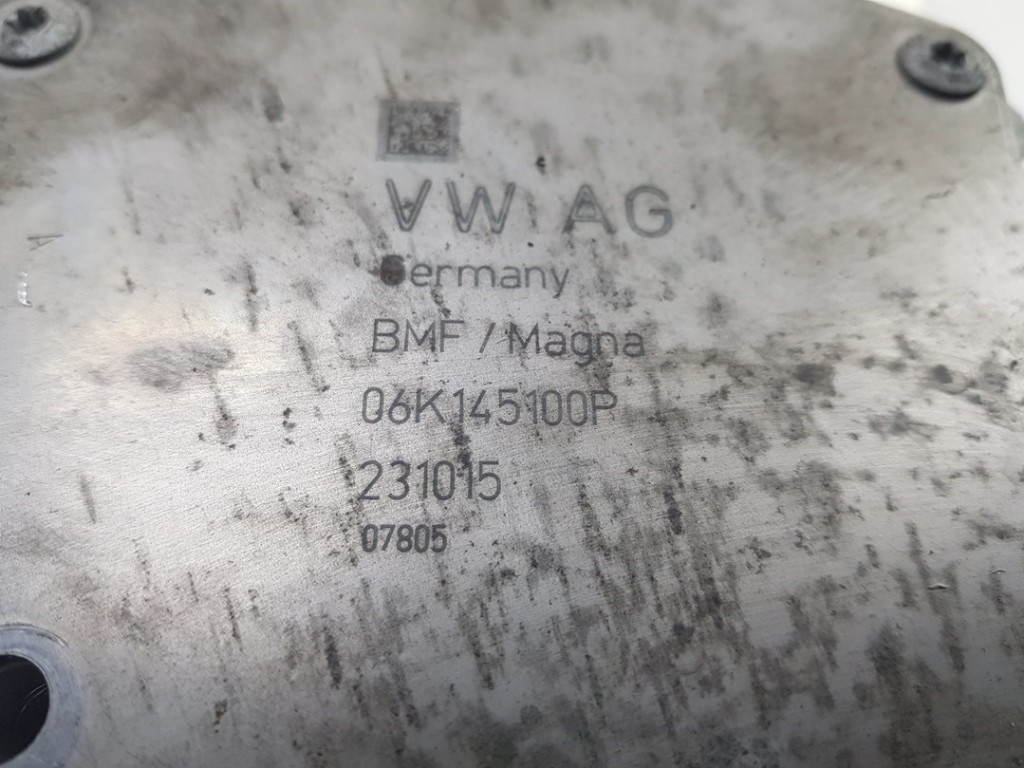 VW AG
Germany
BMF / Magna
06K145100P
231015
07805